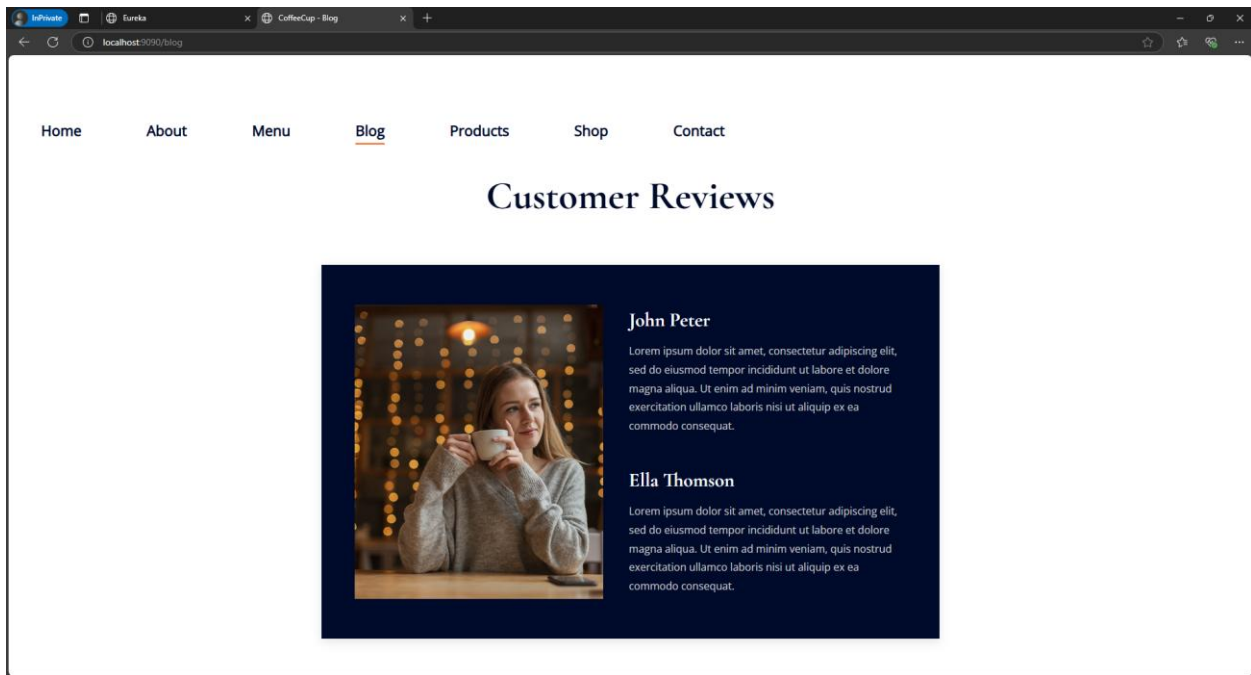 InPrivate Eureka CoffeeCup - Blog
localhost:9090/blog
Home About Menu Blog Products Shop Contact
Customer Reviews
John Peter
Lorem ipsum dolor sit amet, consectetur adipiscing elit,
sed do eiusmod tempor incididunt ut labore et dolore
magna aliqua. Ut enim ad minim veniam, quis nostrud
exercitation ullamco laboris nisi ut aliquip ex ea
commodo consequat.
Ella Thomson
Lorem ipsum dolor sit amet, consectetur adipiscing elit,
sed do eiusmod tempor incididunt ut labore et dolore
magna aliqua. Ut enim ad minim veniam, quis nostrud
exercitation ullamco laboris nisi ut aliquip ex ea
commodo consequat.